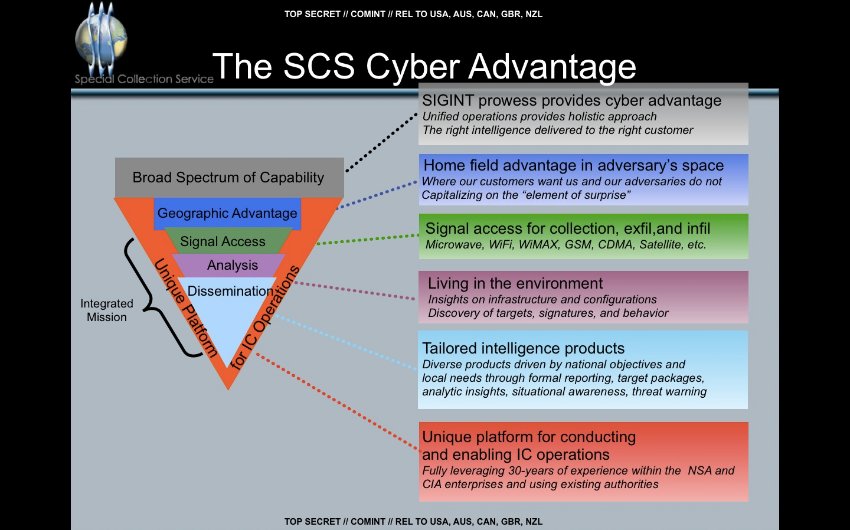 TOP SECRET // COMINT // REL TO USA, AUS, CAN, GBR, NZL
Special Collection Service
The SCS Cyber Advantage
SIGINT prowess provides cyber advantage
Unified operations provides holistic approach
The right intelligence delivered to the right customer
Broad Spectrum of Capability
Home field advantage in adversary's space
Where our customers want us and our adversaries do not
Capitalizing on the “element of surprise”
Geographic Advantage
Signal access for collection, exfil,and infil
Microwave, WiFi, WiMAX, GSM, CDMA, Satellite, etc.
Signal Access
Analysis
Living in the environment
Insights on infrastructure and configurations
Discovery of targets, signatures, and behavior
Dissemination
Integrated
Mission
Unique Platform
for IC Operations
Tailored intelligence products
Diverse products driven by national objectives and
local needs through formal reporting, target packages,
analytic insights, situational awareness, threat warning
Unique platform for conducting
and enabling IC operations
Fully leveraging 30-years of experience within the NSA and
CIA enterprises and using existing authorities
TOP SECRET // COMINT // REL TO USA, AUS, CAN, GBR, NZL